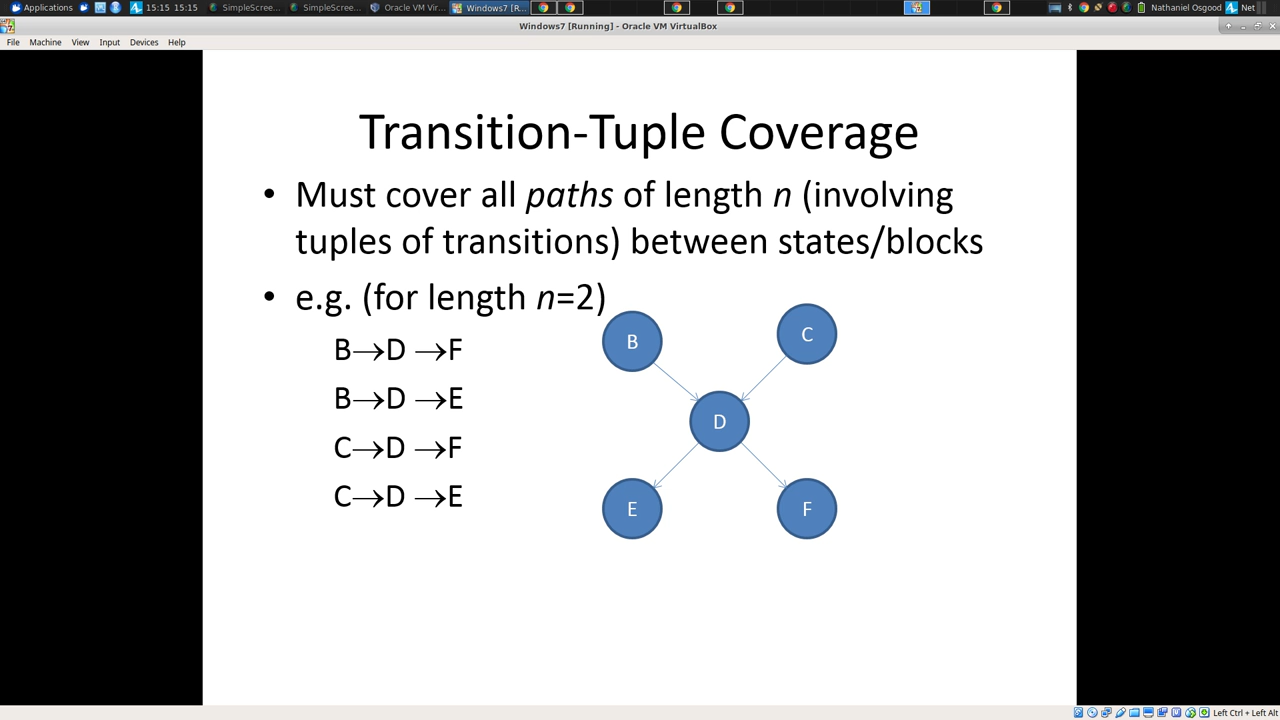 Applications 15:15 15:15 SimpleScree... SimpleScree... Oracle VM Vir... Windows7 [R... Nathaniel Osgood Net
Windows7 [Running] - Oracle VM VirtualBox
File Machine View Input Devices Help
Transition-Tuple Coverage
• Must cover all paths of length n (involving
tuples of transitions) between states/blocks
• e.g. (for length n=2)
B→D →F
B→D →E
C→D →F
C→D →E
B
C
D
E
F
Left Ctrl + Left Alt